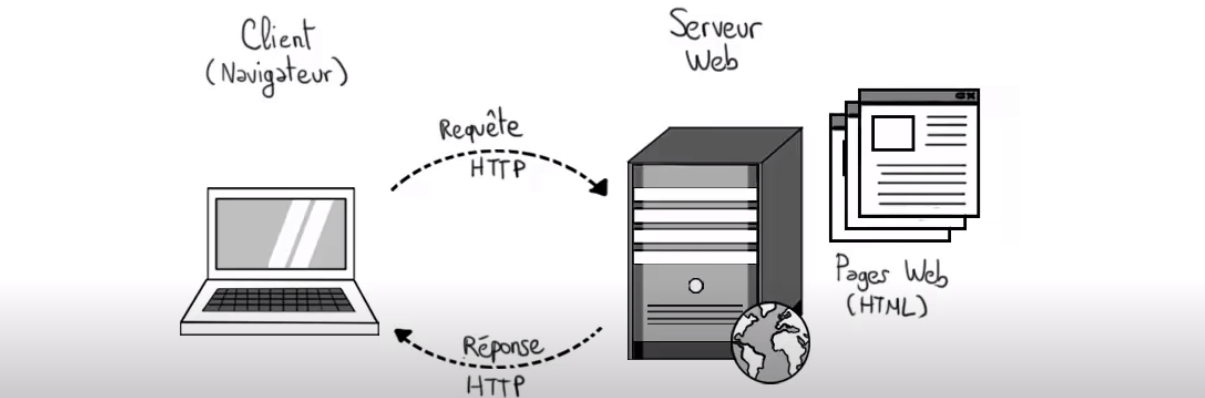 Client
(Navigateur)
Serveur
Web
Requête
HTTP
Pages Web
(HTML)
Réponse
HTTP